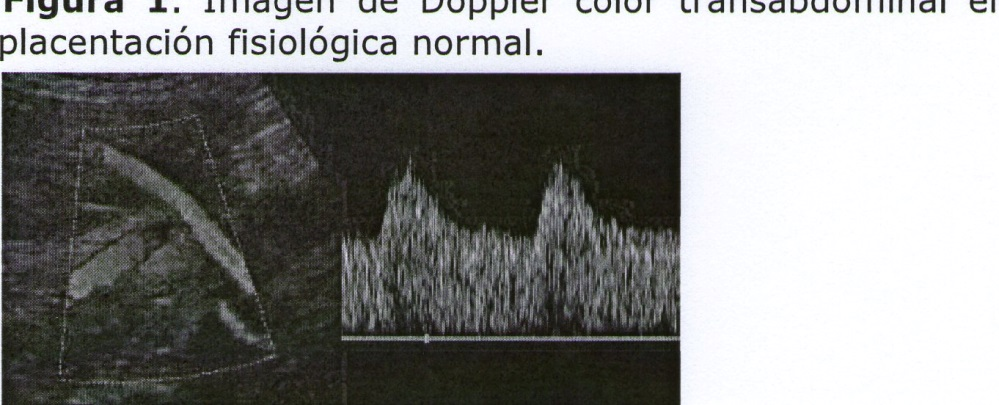 Figura 1. Imagen de Doppler color transabdominal en
placentación fisiológica normal.